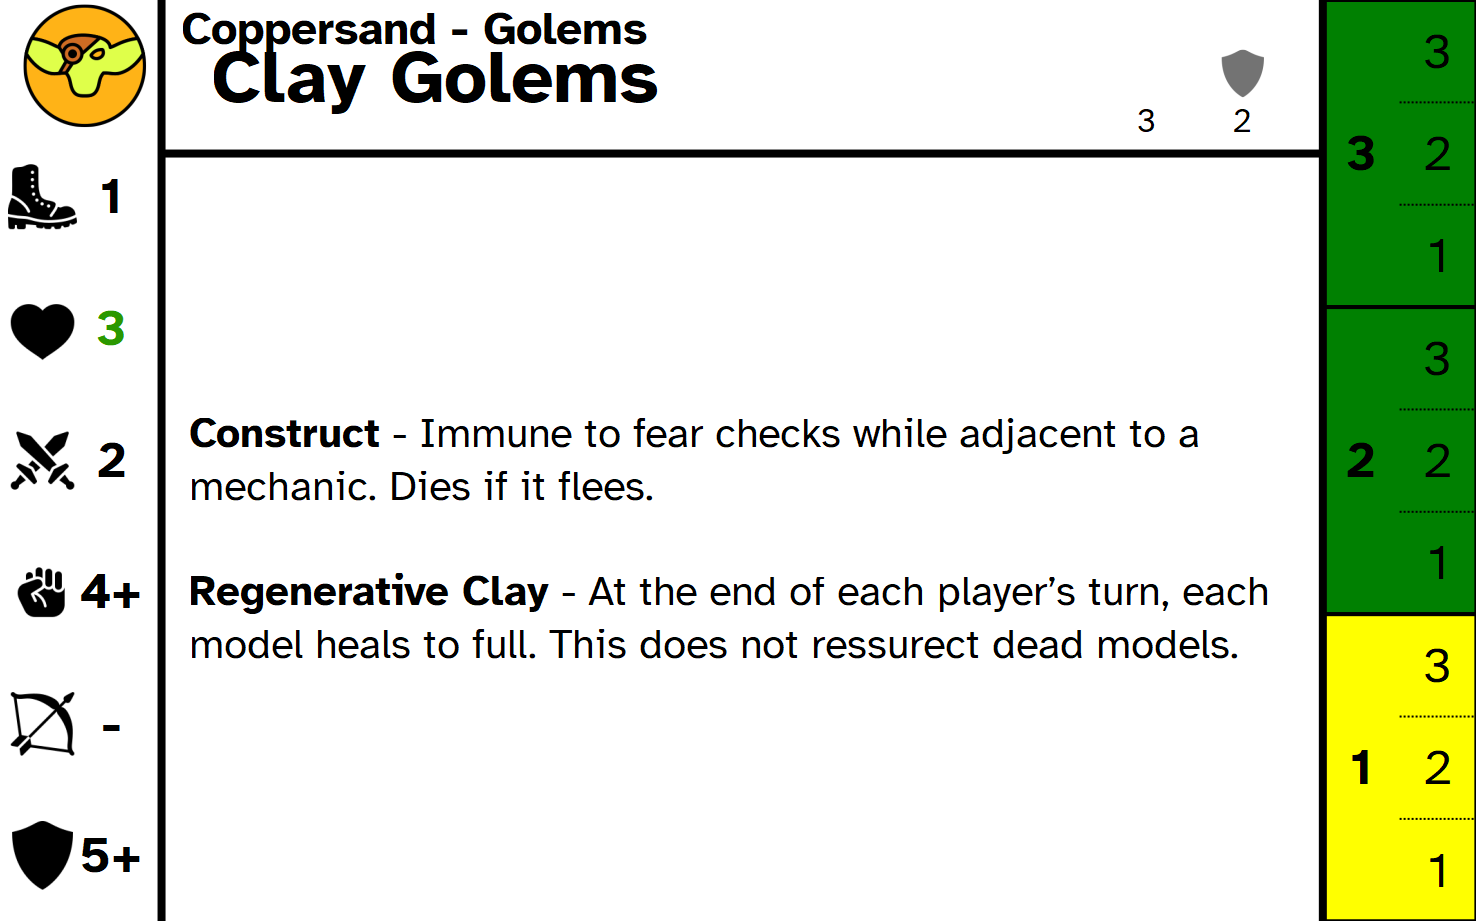 Coppersand - Golems
Clay Golems
3 2
1
3
2
4+
-
5+
Construct - Immune to fear checks while adjacent to a
mechanic. Dies if it flees.
Regenerative Clay - At the end of each player’s turn, each
model heals to full. This does not ressurect dead models.
3
3 2
1
3
2 2
1
3
1 2
1